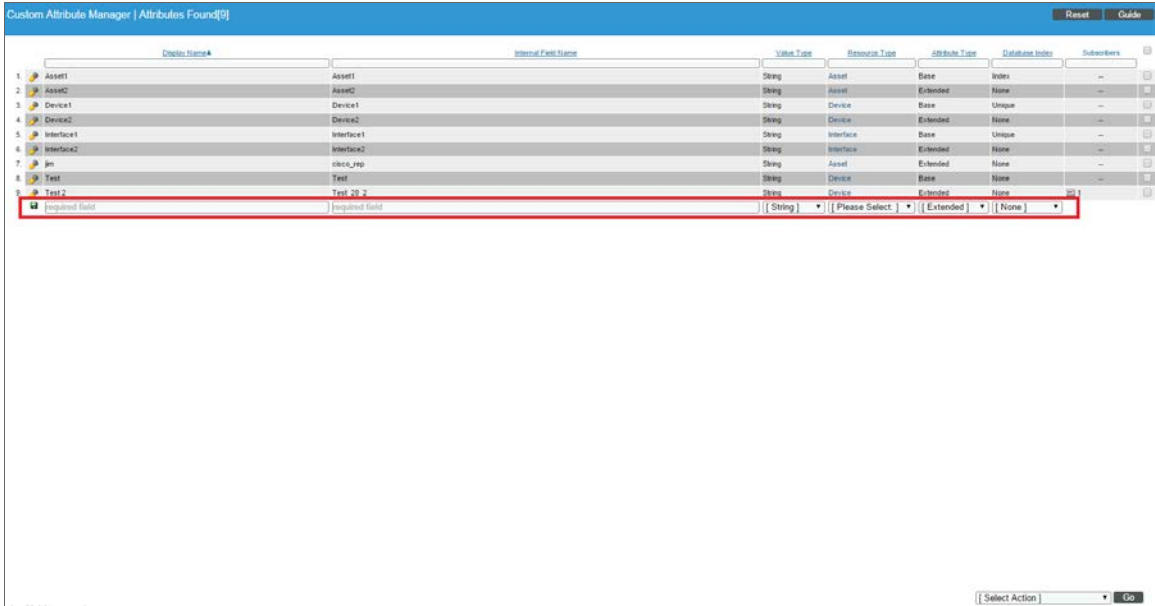 Custom Attribute Manager | Attributes Found[9] Reset Guide
Display Name Internal Field Name Value Type Resource Type Attribute Type Database Index Subscribers
1. Asset1 Asset1 String Asset Base Index --
2. Asset2 Asset2 String Asset Extended None --
3. Device1 Device1 String Device Base Unique --
4. Device2 Device2 String Device Extended None --
5. Interface1 Interface1 String Interface Base Unique --
6. Interface2 Interface2 String Interface Extended None --
7. jim cisco_rep String Asset Extended None --
8. Test Test String Device Base None --
9. Test 2 Test_20_2 String Device Extended None 1
required field required field [ String ] [ Please Select. ] [ Extended ] [ None ]
[ Select Action ] Go